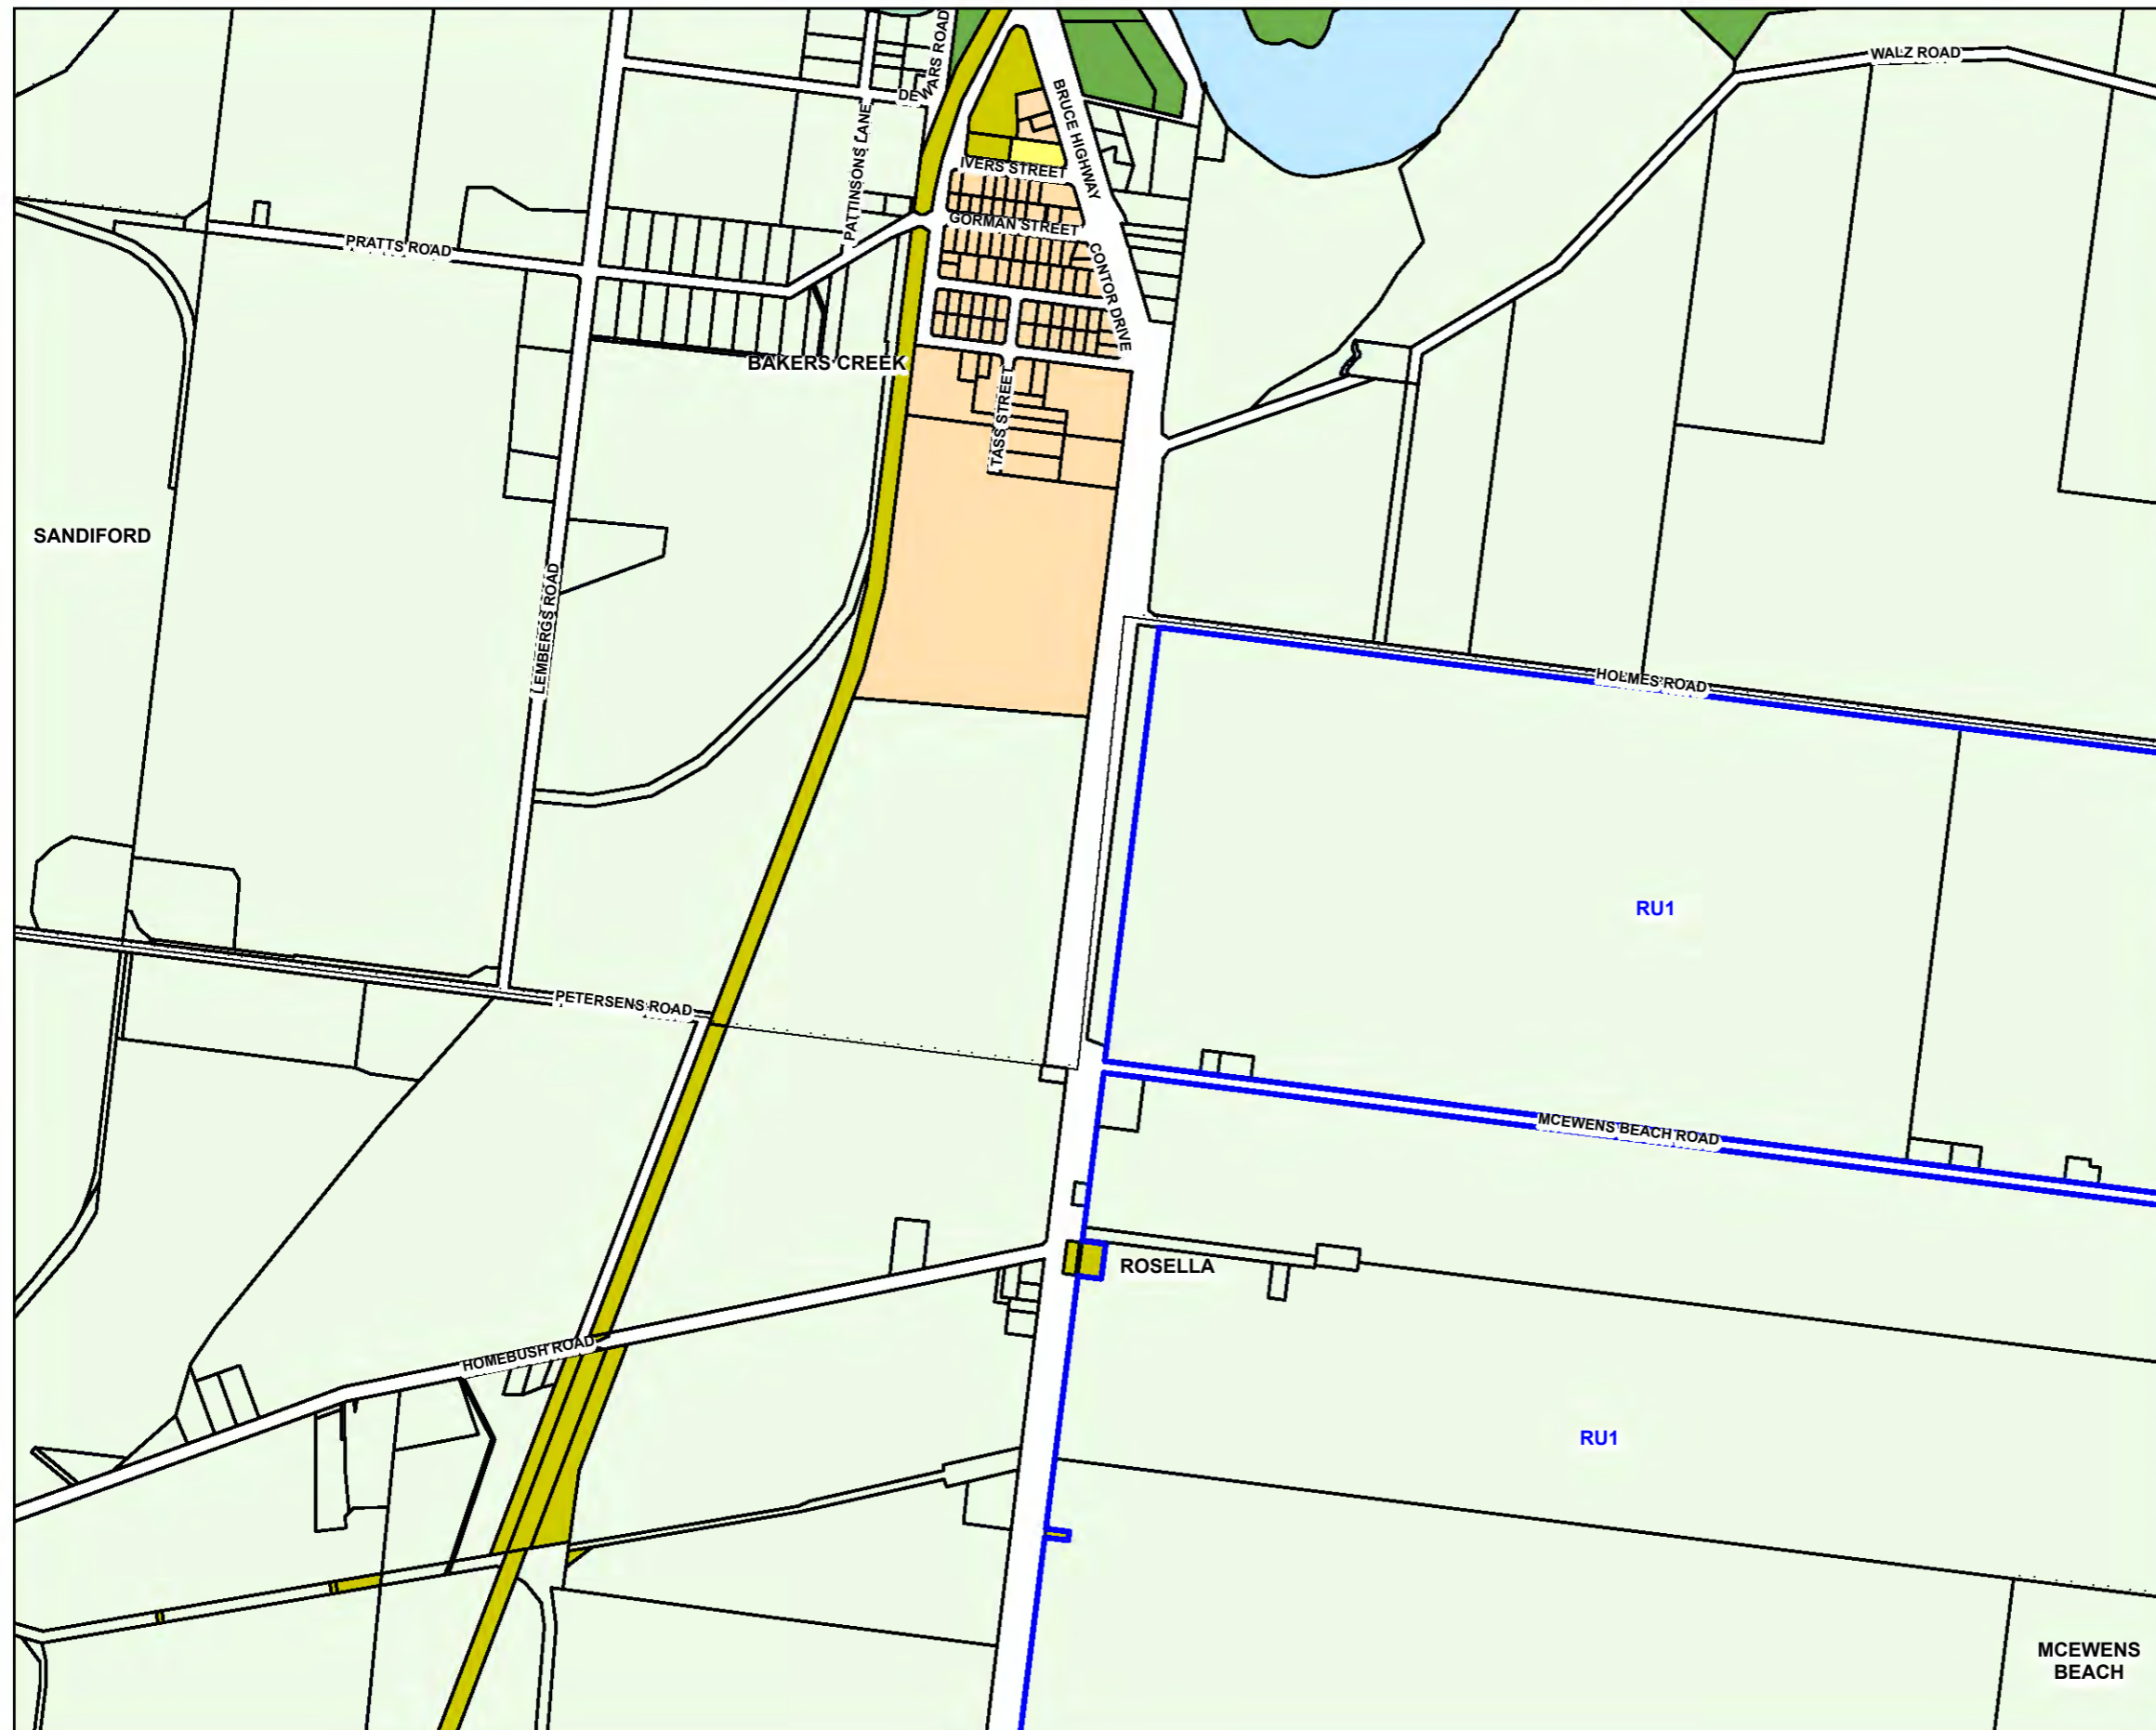 WALZ ROAD
DE
WARS ROAD
BRUCE HIGHWAY
PATTINSONS LANE
IVERS STREET
GORMAN STREET
PRATTS ROAD
CONTOR DRIVE
BAKERS CREEK
TASS STREET
SANDIFORD
LEMBERGS ROAD
HOLMES ROAD
RU1
PETERSENS ROAD
MCEWENS BEACH ROAD
ROSELLA
HOMEBUSH ROAD
RU1
MCEWENS
BEACH